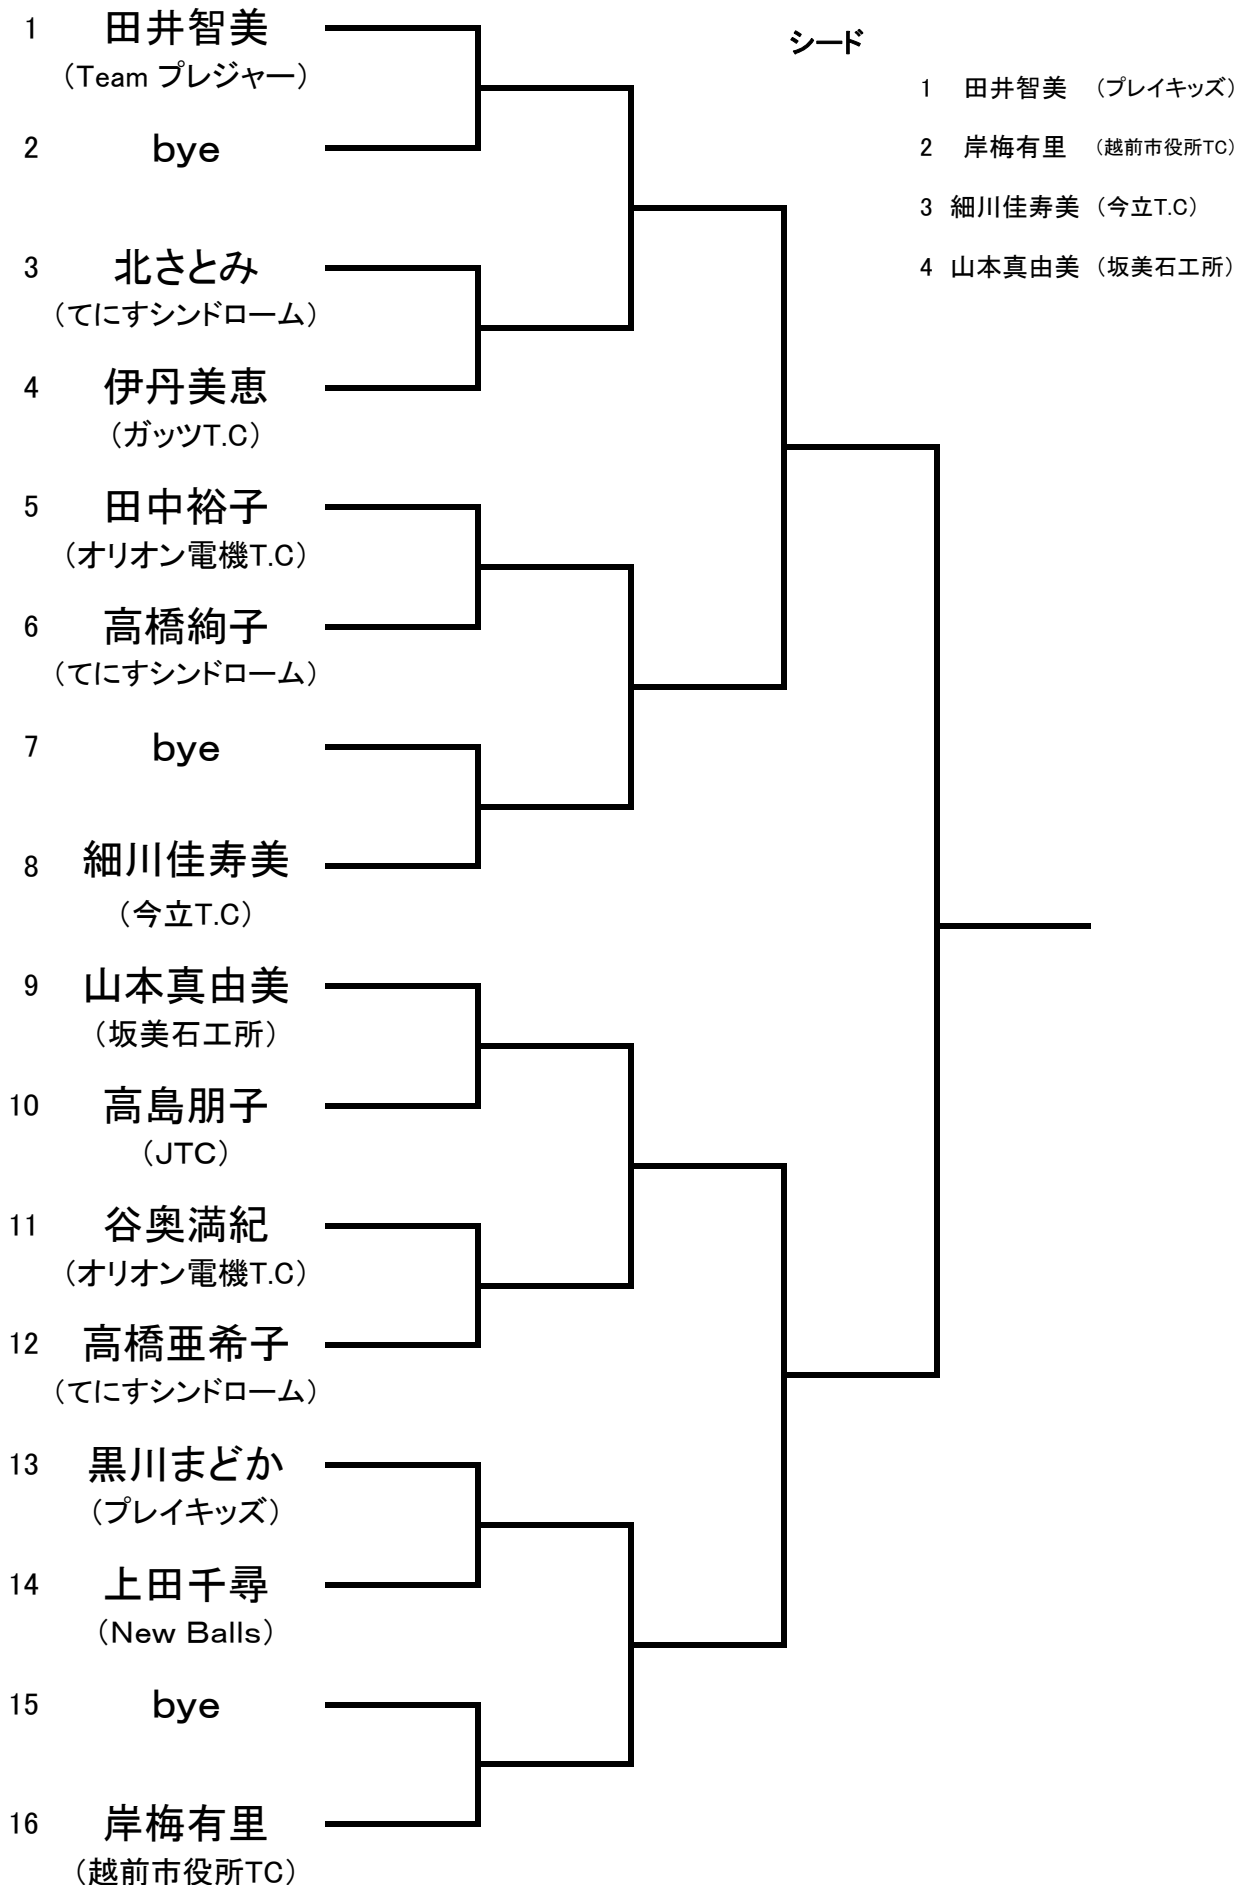 1 田井智美
（Team プレジャー）
2 bye
3 北さとみ
（てにすシンドローム）
4 伊丹美恵
（ガッツT.C）
5 田中裕子
（オリオン電機T.C）
6 高橋絢子
（てにすシンドローム）
7 bye
8 細川佳寿美
（今立T.C）
9 山本真由美
（坂美石工所）
10 高島朋子
（JTC）
11 谷奥満紀
（オリオン電機T.C）
12 高橋亜希子
（てにすシンドローム）
13 黒川まどか
（プレイキッズ）
14 上田千尋
（New Balls）
15 bye
16 岸梅有里
（越前市役所TC）
シード
1 田井智美 （プレイキッズ）
2 岸梅有里 （越前市役所TC）
3 細川佳寿美 （今立T.C）
4 山本真由美 （坂美石工所）